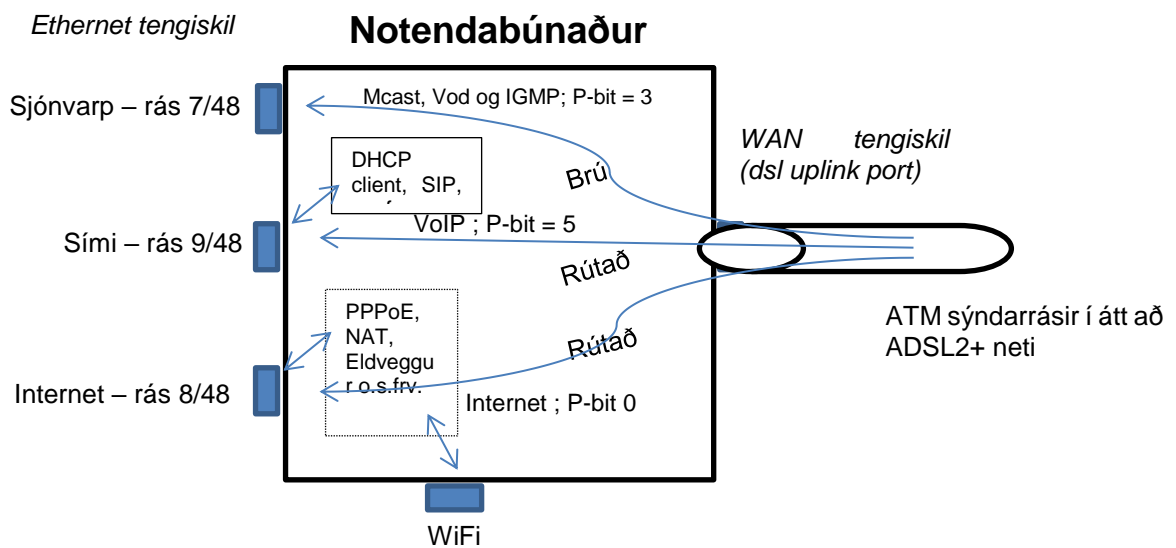 Ethernet tengiskil
Notendabúnaður
Sjónvarp – rás 7/48
Mcast, Vod og IGMP; P-bit = 3
WAN tengiskil
(dsl uplink port)
Brú
DHCP
client, SIP,
VoIP ; P-bit = 5
Sími – rás 9/48
Rútað
ATM sýndarrásir í átt að
ADSL2+ neti
PPPoE,
NAT,
Eldveggu
r o.s.frv.
Rútað
Internet – rás 8/48
Internet ; P-bit 0
WiFi